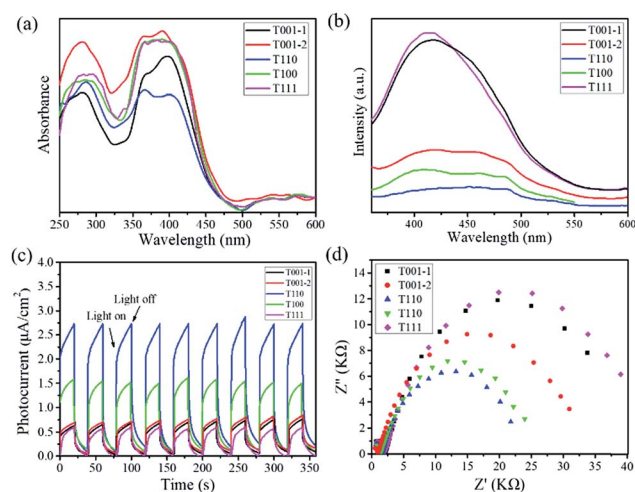 (a)
T001-1
T001-2
T110
T100
T111
Absorbance
250 300 350 400 450 500 550 600
Wavelength (nm)
(b)
T001-1
T001-2
T110
T100
T111
Intensity (a.u.)
400 450 500 550 600
Wavelength (nm)
(c)
T001-1
T001-2
T110
T100
T111
Light off
Light on
Photocurrent (μA/cm²)
4.0
3.5
3.0
2.5
2.0
1.5
1.0
0.5
0.0
0 50 100 150 200 250 300 350
Time (s)
(d)
T001-1
T001-2
T110
T110
T111
Z'' (KΩ)
14
12
10
8
6
4
2
0
0 5 10 15 20 25 30 35 40
Z' (KΩ)